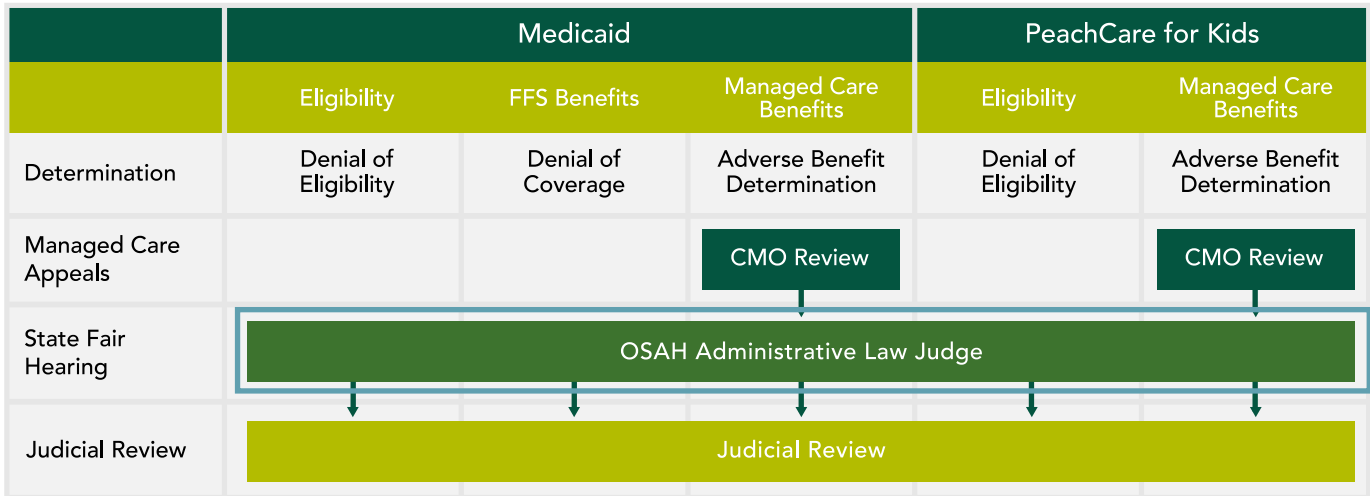 Medicaid
PeachCare for Kids
Eligibility
FFS Benefits
Managed Care
Benefits
Eligibility
Managed Care
Benefits
Determination
Denial of
Eligibility
Denial of
Coverage
Adverse Benefit
Determination
Denial of
Eligibility
Adverse Benefit
Determination
Managed Care
Appeals
CMO Review
CMO Review
State Fair
Hearing
OSAH Administrative Law Judge
Judicial Review
Judicial Review